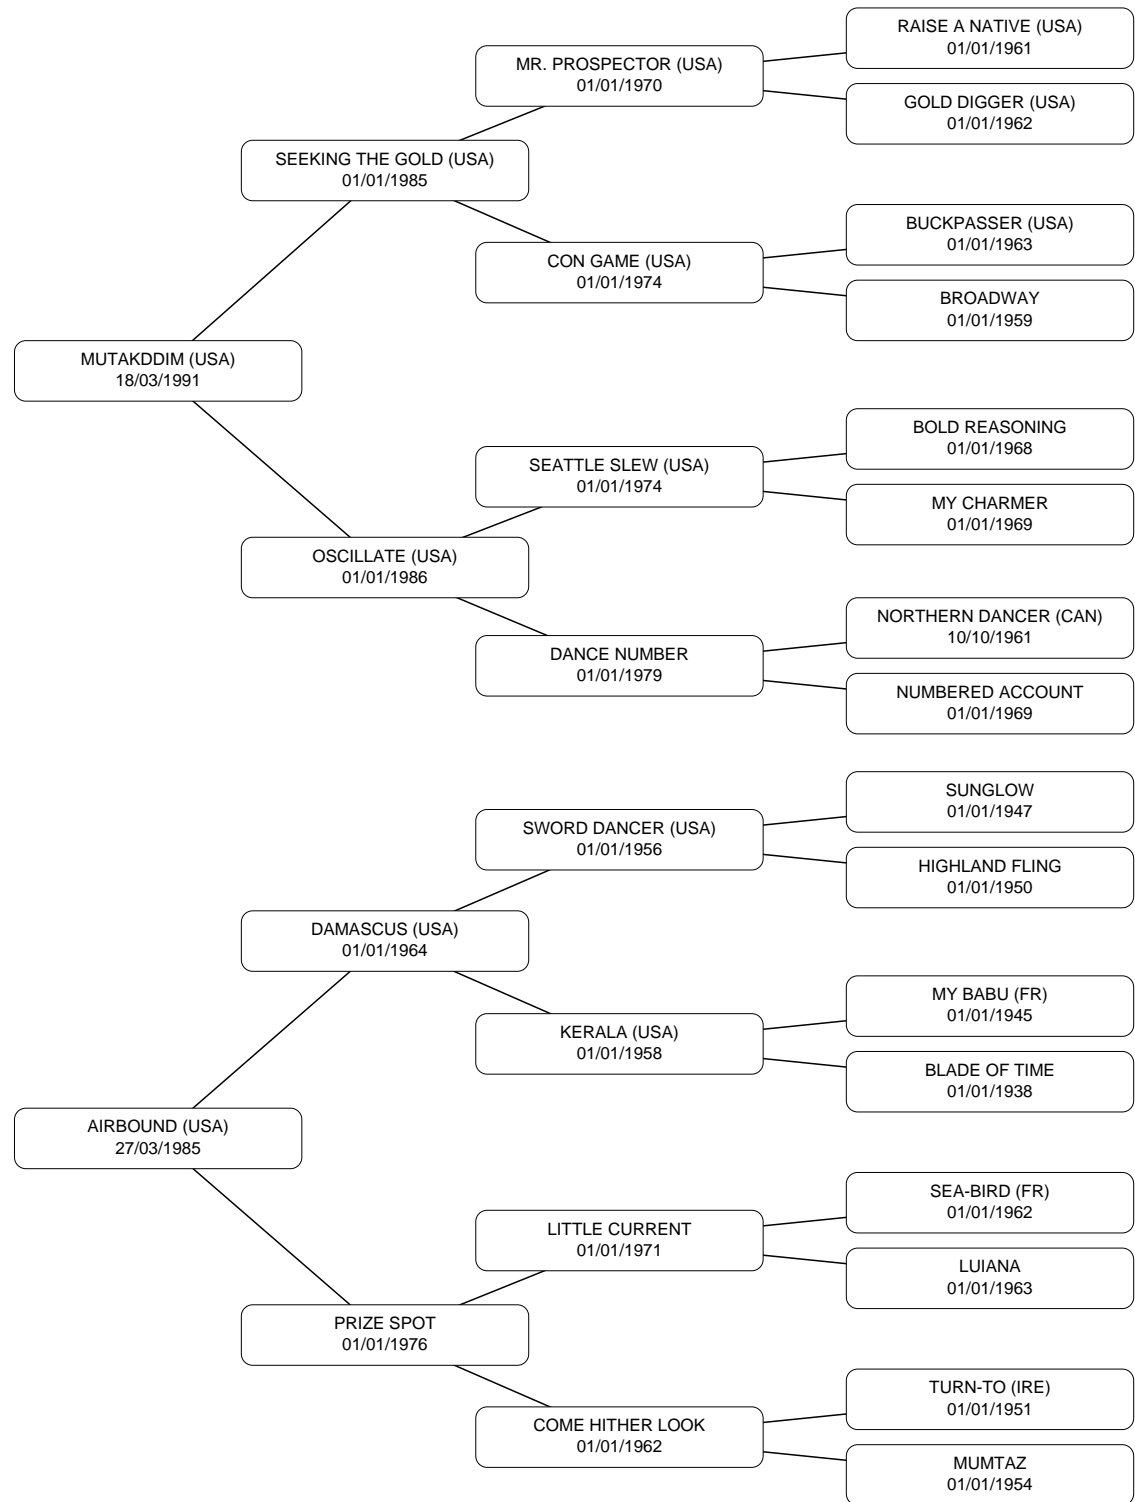 RAISE A NATIVE (USA)
01/01/1961
MR. PROSPECTOR (USA)
01/01/1970
GOLD DIGGER (USA)
01/01/1962
SEEKING THE GOLD (USA)
01/01/1985
BUCKPASSER (USA)
01/01/1963
CON GAME (USA)
01/01/1974
BROADWAY
01/01/1959
MUTAKDDIM (USA)
18/03/1991
BOLD REASONING
01/01/1968
SEATTLE SLEW (USA)
01/01/1974
MY CHARMER
01/01/1969
OSCILLATE (USA)
01/01/1986
NORTHERN DANCER (CAN)
10/10/1961
DANCE NUMBER
01/01/1979
NUMBERED ACCOUNT
01/01/1969
SUNGLOW
01/01/1947
SWORD DANCER (USA)
01/01/1956
HIGHLAND FLING
01/01/1950
DAMASCUS (USA)
01/01/1964
MY BABU (FR)
01/01/1945
KERALA (USA)
01/01/1958
BLADE OF TIME
01/01/1938
AIRBOUND (USA)
27/03/1985
SEA-BIRD (FR)
01/01/1962
LITTLE CURRENT
01/01/1971
LUIANA
01/01/1963
PRIZE SPOT
01/01/1976
TURN-TO (IRE)
01/01/1951
COME HITHER LOOK
01/01/1962
MUMTAZ
01/01/1954